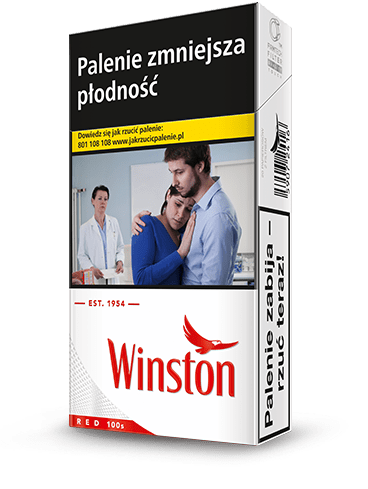 Palenie zmniejsza
płodność
Dowiedz się jak rzucić palenie:
801 108 108 www.jakrzucicpalenie.pl
EST. 1954
Winston
RED 100s
Palenie zabija –
rzuć teraz!